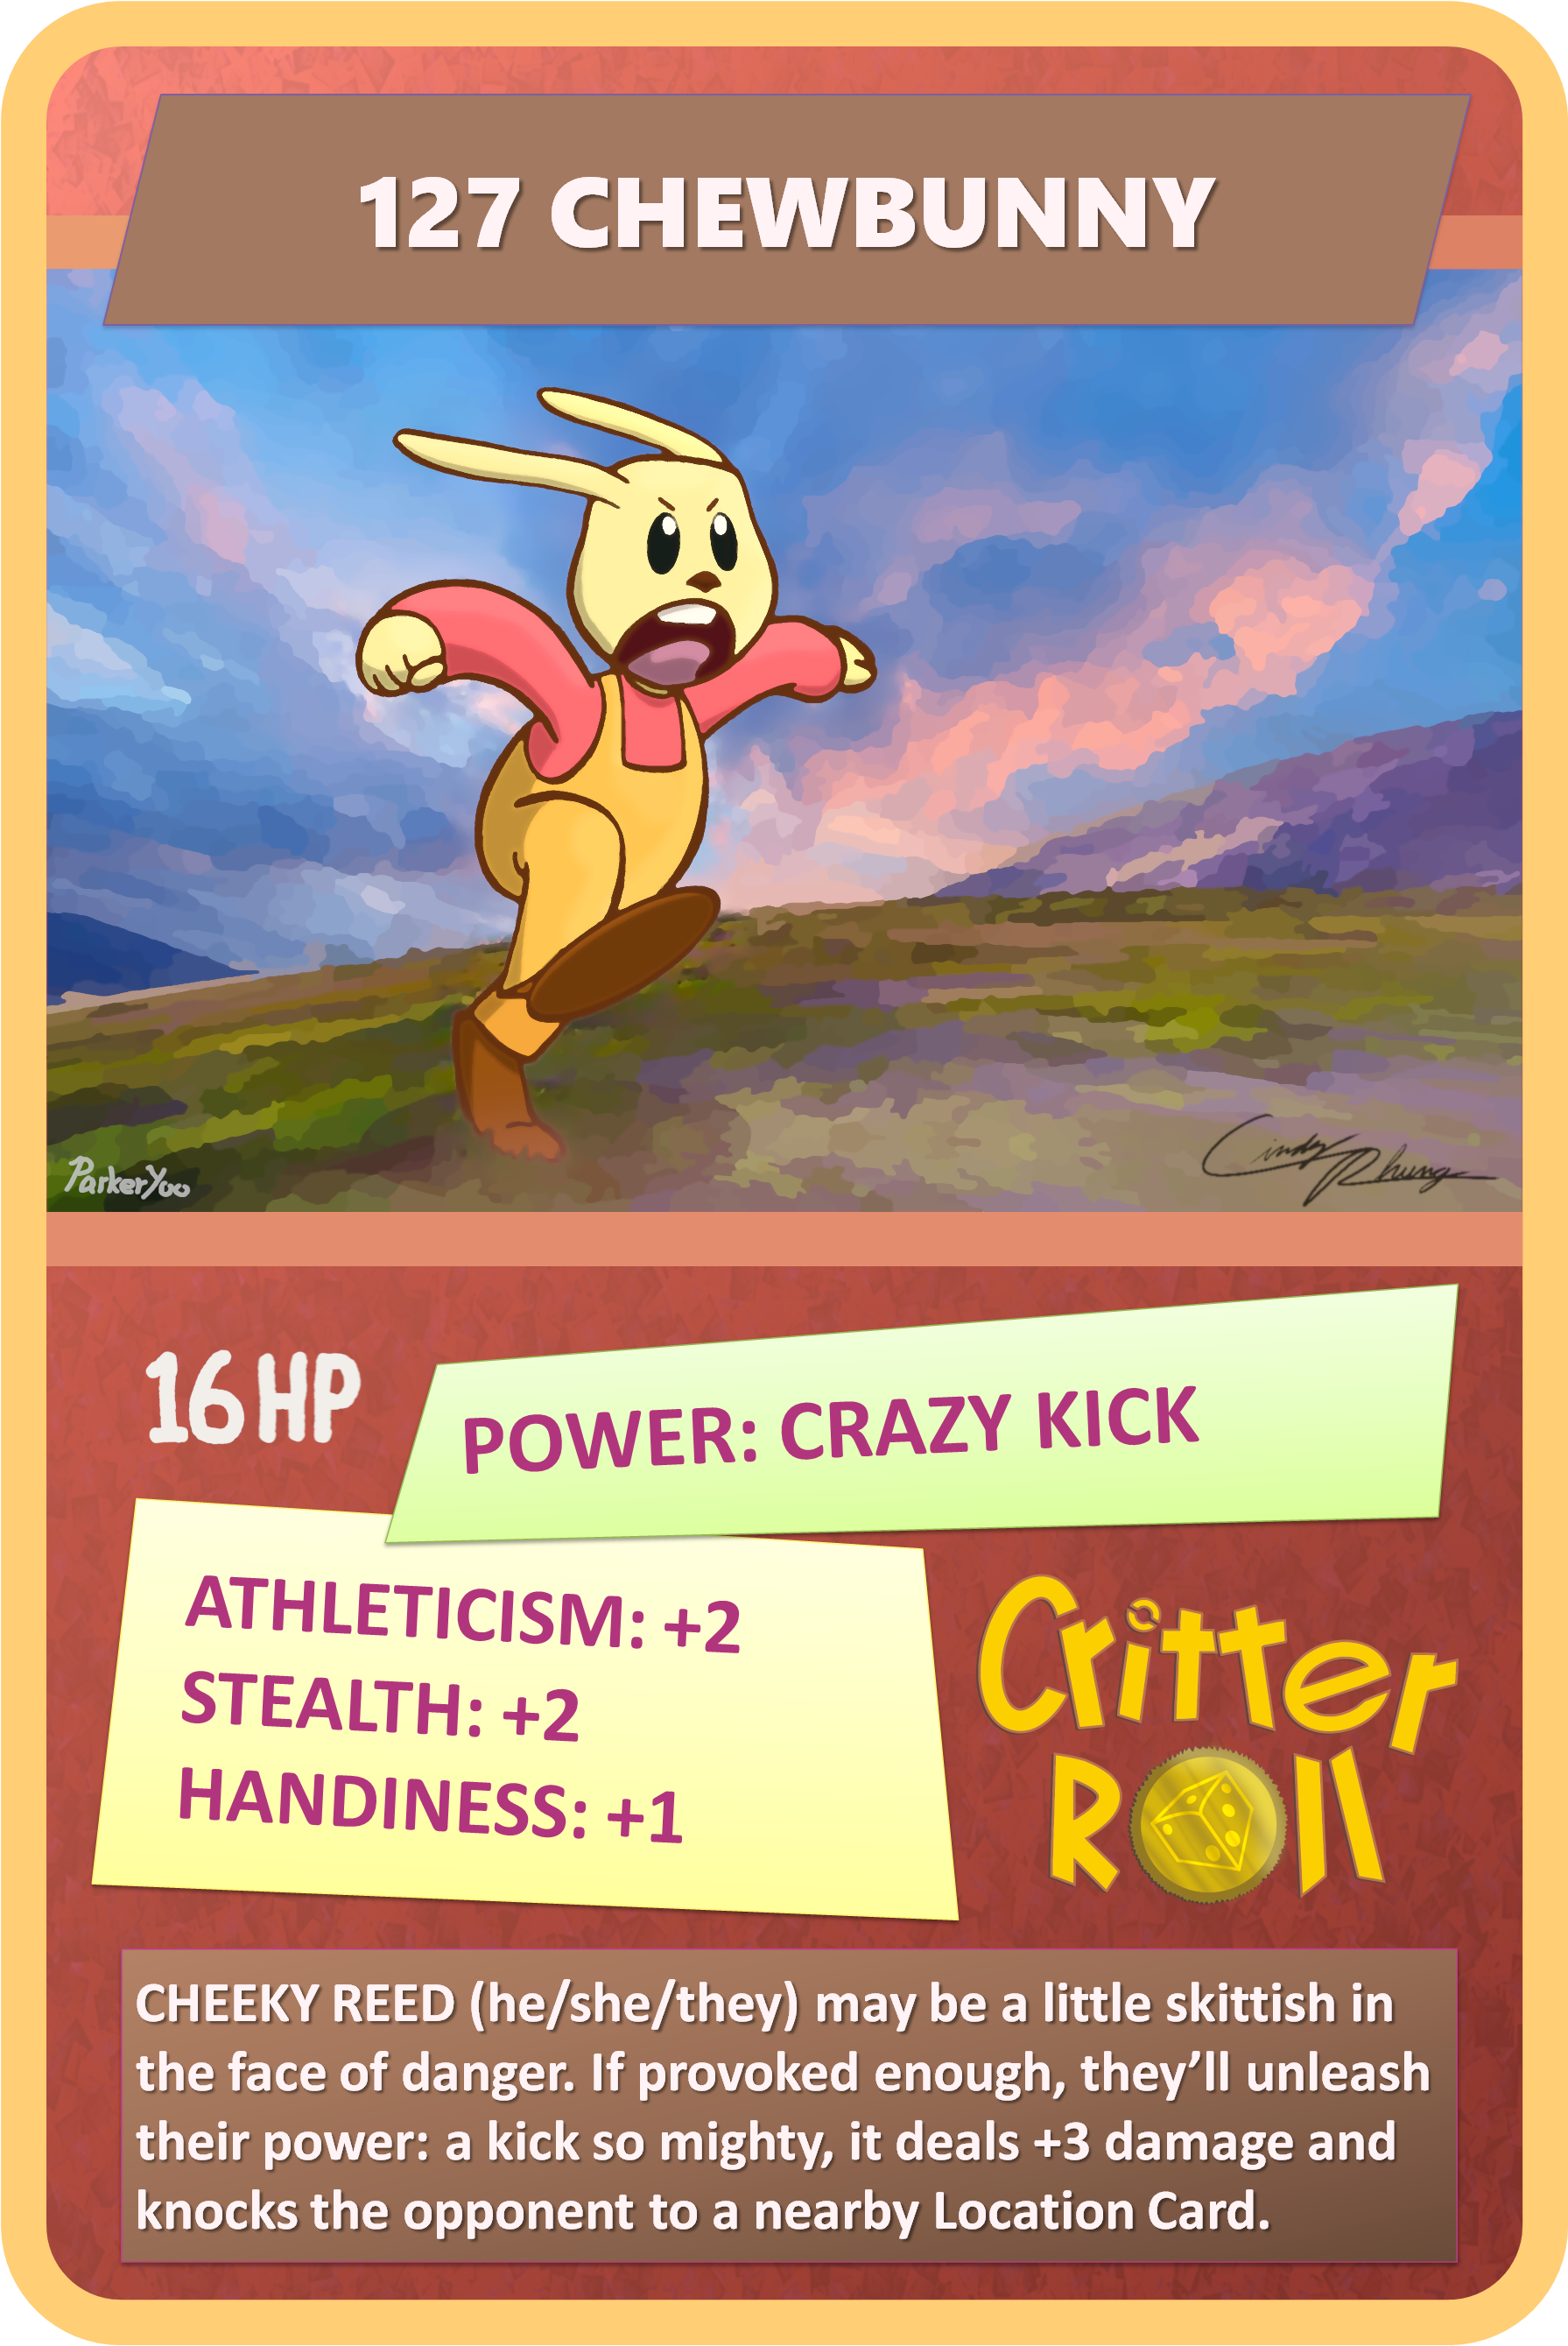 127 CHEWBUNNY
ParkerYoo
Cindy Phung
16 HP
POWER: CRAZY KICK
ATHLETICISM: +2
STEALTH: +2
HANDINESS: +1
Critter
Roll
CHEEKY REED (he/she/they) may be a little skittish in
the face of danger. If provoked enough, they’ll unleash
their power: a kick so mighty, it deals +3 damage and
knocks the opponent to a nearby Location Card.